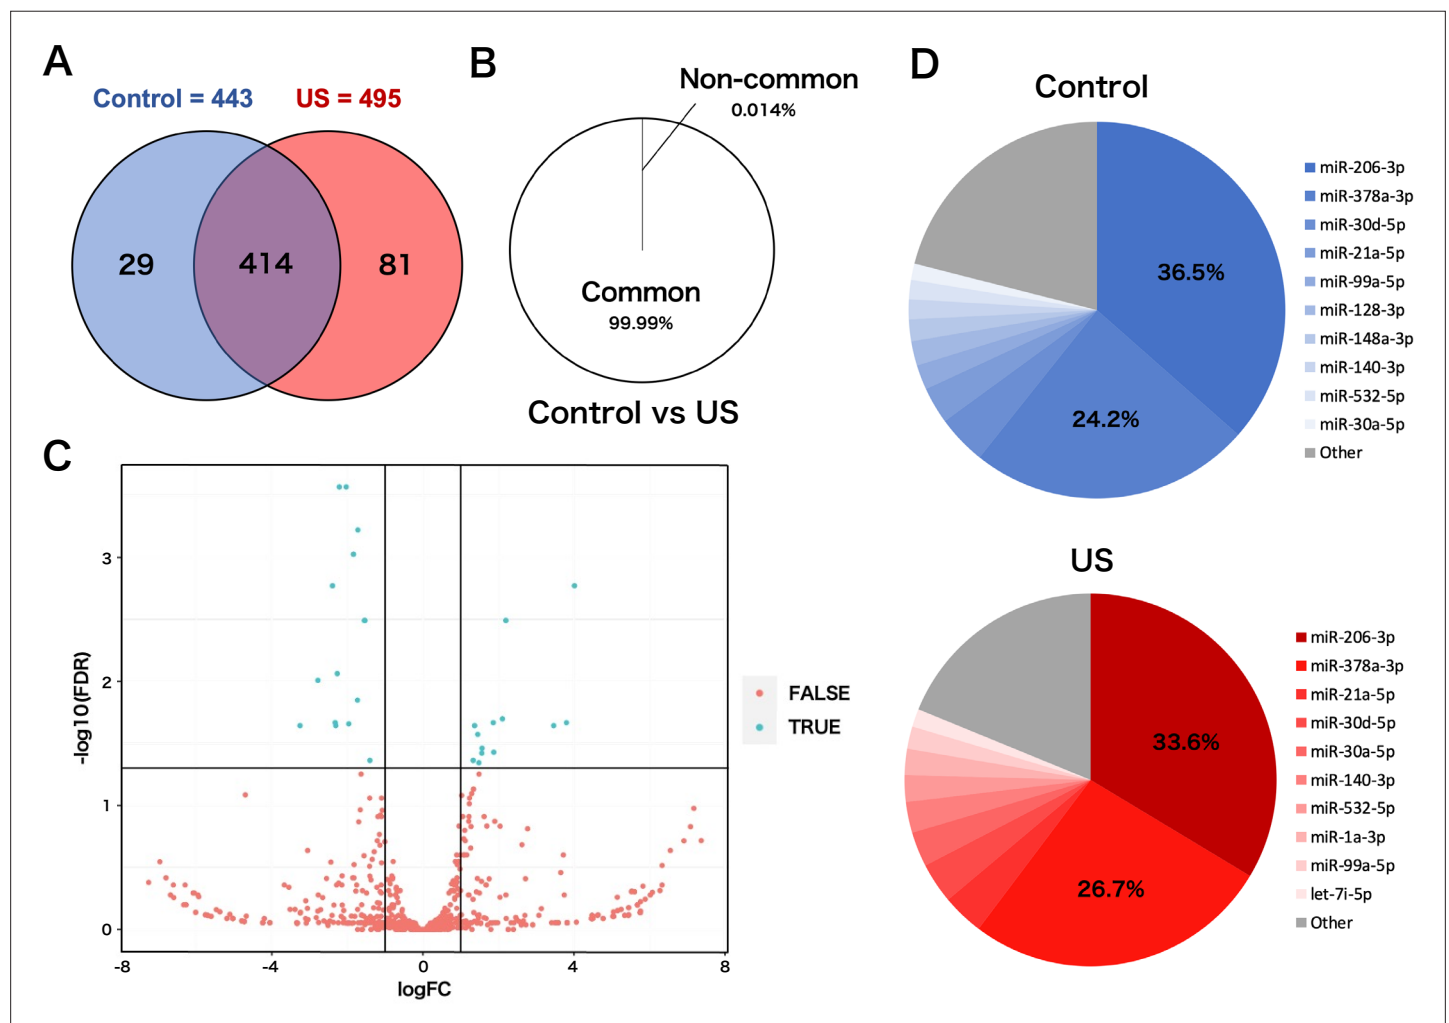 A
Control = 443
US = 495
29
414
81
B
Non-common
0.014%
Common
99.99%
Control vs US
C
-log10(FDR)
3
2
1
0
-8
-4
0
4
8
logFC
FALSE
TRUE
D
Control
36.5%
24.2%
miR-206-3p
miR-378a-3p
miR-30d-5p
miR-21a-5p
miR-99a-5p
miR-128-3p
miR-148a-3p
miR-140-3p
miR-532-5p
miR-30a-5p
Other
US
33.6%
26.7%
miR-206-3p
miR-378a-3p
miR-21a-5p
miR-30d-5p
miR-30a-5p
miR-140-3p
miR-532-5p
miR-1a-3p
miR-99a-5p
let-7i-5p
Other